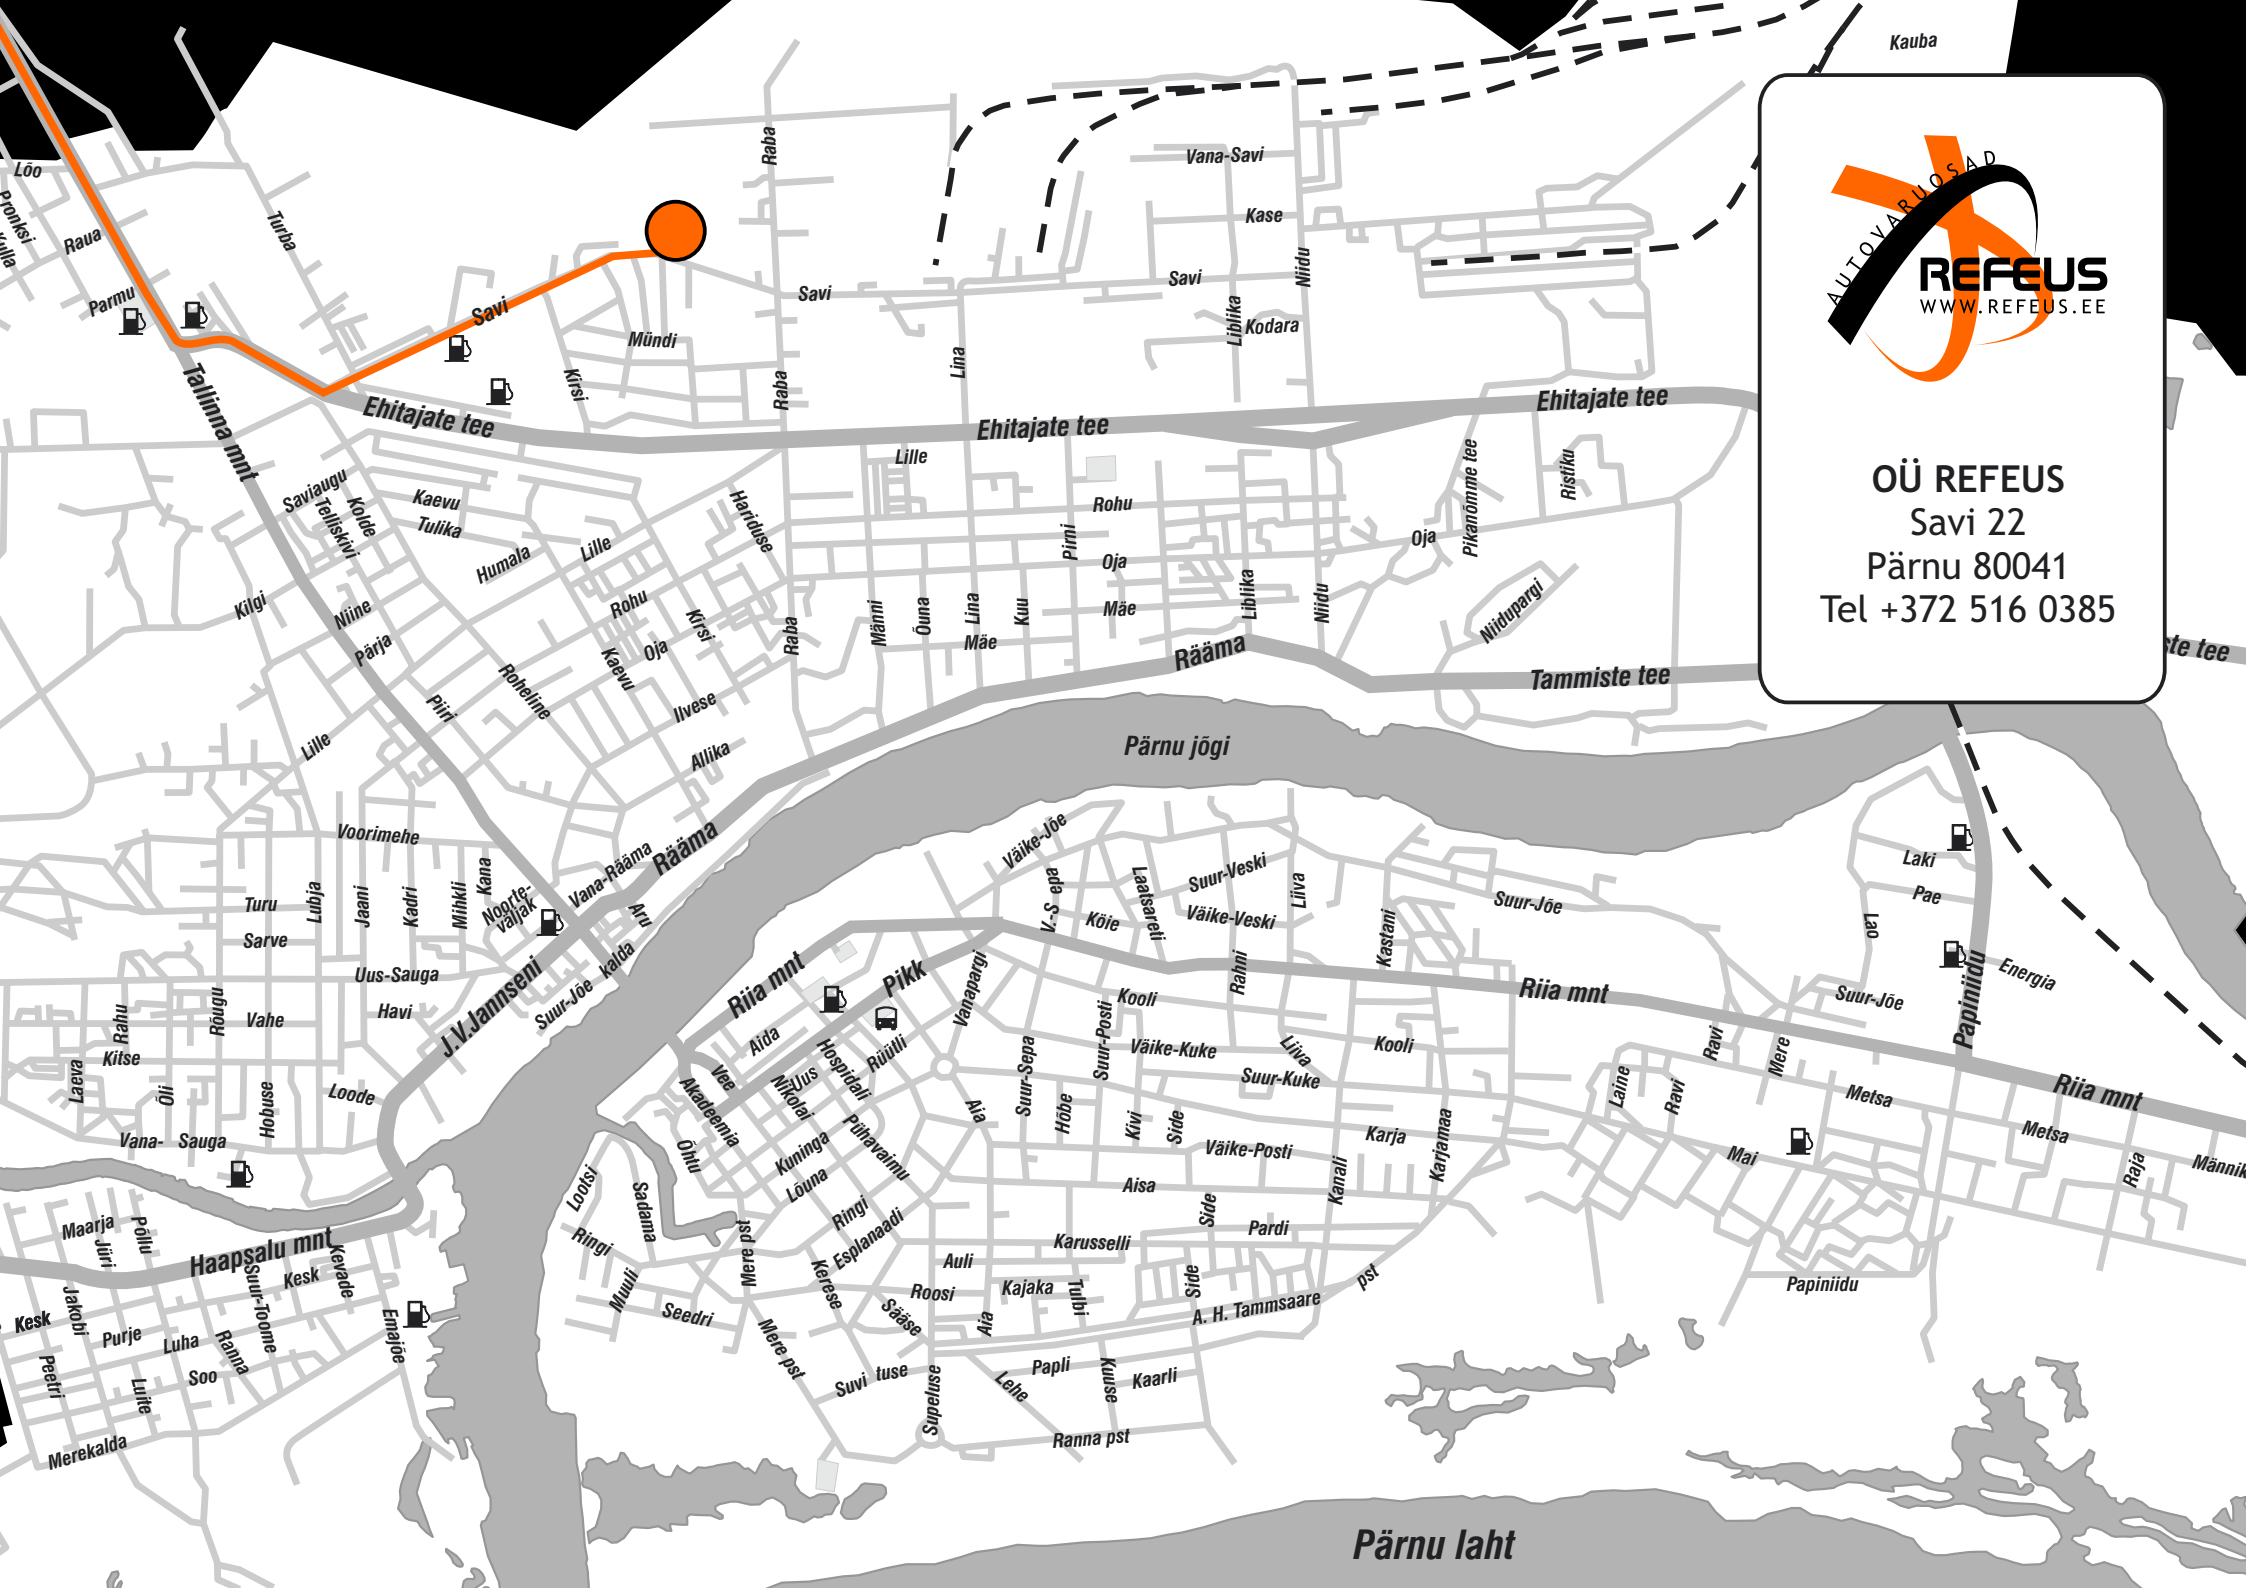 Kauba
Lõo
Pronksi
Kulla
Raua
Parmu
Turba
Raba
Vana-Savi
Kase
Savi
Savi
Savi
Niidu
Liblika
Kodara
Mündi
Kirsi
Raba
Lina
Tallinna mnt
Ehitajate tee
Ehitajate tee
Ehitajate tee
AUTOVARUOSAD
REFEUS
WWW.REFEUS.EE
OÜ REFEUS
Savi 22
Pärnu 80041
Tel +372 516 0385
Lille
Saviaugu
Telliskivi
Kolde
Kaevu
Tulika
Humala
Lille
Hariduse
Rohu
Pirni
Oja
Oja
Pikanõmme tee
Ristiku
Kilgi
Niine
Pärja
Rohu
Kirsi
Oja
Kaevu
Raba
Männi
Õuna
Lina
Kuu
Mäe
Mäe
Liblika
Niidu
Niidupargi
Piiri
Roheline
Ilvese
Allika
Lille
Rääma
Tammiste tee
ste tee
Pärnu jõgi
Voorimehe
Kana
Mihkli
Kadri
Jaani
Lubja
Turu
Sarve
Noorte-
väljak
Vana-Rääma
Rääma
Aru
kalda
Suur-Jõe
Uus-Sauga
Havi
J.V.Jannseni
Rahu
Rõugu
Vahe
Kitse
Laeva
Oli
Hobuse
Loode
Vana-
Sauga
Väike-Jõe
V.-S
epa
Köie
Laatsareti
Suur-Veski
Väike-Veski
Liiva
Rahni
Kastani
Suur-Jõe
Laki
Pae
Lao
Energia
Suur-Jõe
Papiniidu
Riia mnt
Pikk
Vanapargi
Riia mnt
Riia mnt
Aida
Vee
Akadeemia
Nikolai
Uus
Hospidali
Rüütli
Kooli
Suur-Posti
Suur-Sepa
Väike-Kuke
Suur-Kuke
Liiva
Kooli
Ravi
Mere
Laine
Ravi
Metsa
Metsa
Mai
Raja
Männik
Õhtu
Kuninga
Lõuna
Pühavaimu
Aia
Höbe
Kivi
Side
Väike-Posti
Karja
Karjamaa
Aisa
Side
Kanali
Pardi
Lootsi
Ringi
Sadama
Mere pst
Ringi
Esplanaadi
Kerese
Auli
Karusselli
Roosi
Kajaka
Tulbi
Side
A. H. Tammsaare
pst
Papiniidu
Maarja
Jüri
Põllu
Haapsalu mnt
Suur-Toome
Kesk
Kevade
Kesk
Jakobi
Purje
Luha
Ranna
Soo
Peetri
Luite
Merekalda
Emajõe
Muuli
Seedri
Mere pst
Sääse
Aia
Suvi
tuse
Supeluse
Lehe
Papli
Kuuse
Kaarli
Ranna pst
Pärnu laht